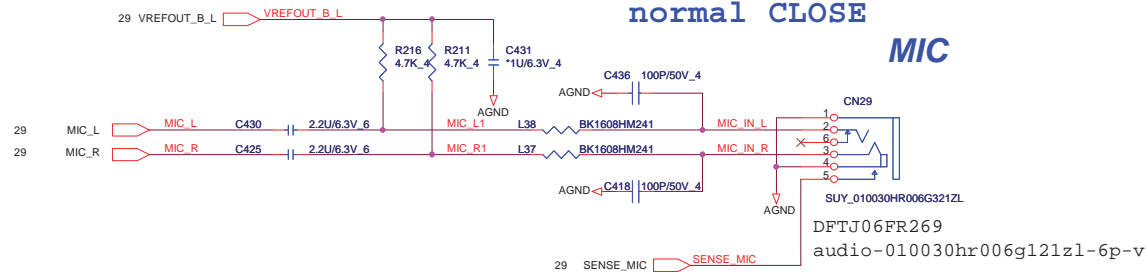 normal CLOSE
MIC
29 VREFOUT_B_L VREFOUT_B_L
R216
4.7K_4
R211
4.7K_4
C431
*1U/6.3V_4
AGND
C436 100P/50V_4
AGND
CN29
29 MIC_L MIC_L C430 2.2U/6.3V_6 MIC_L1 L38 BK1608HM241 MIC_IN_L
29 MIC_R MIC_R C425 2.2U/6.3V_6 MIC_R1 L37 BK1608HM241 MIC_IN_R
1
2
6
3
4
5
AGND C418 100P/50V_4
AGND
SUY_010030HR006G321ZL
DFTJ06FR269
audio-010030hr006g121zl-6p-v
29 SENSE_MIC SENSE_MIC